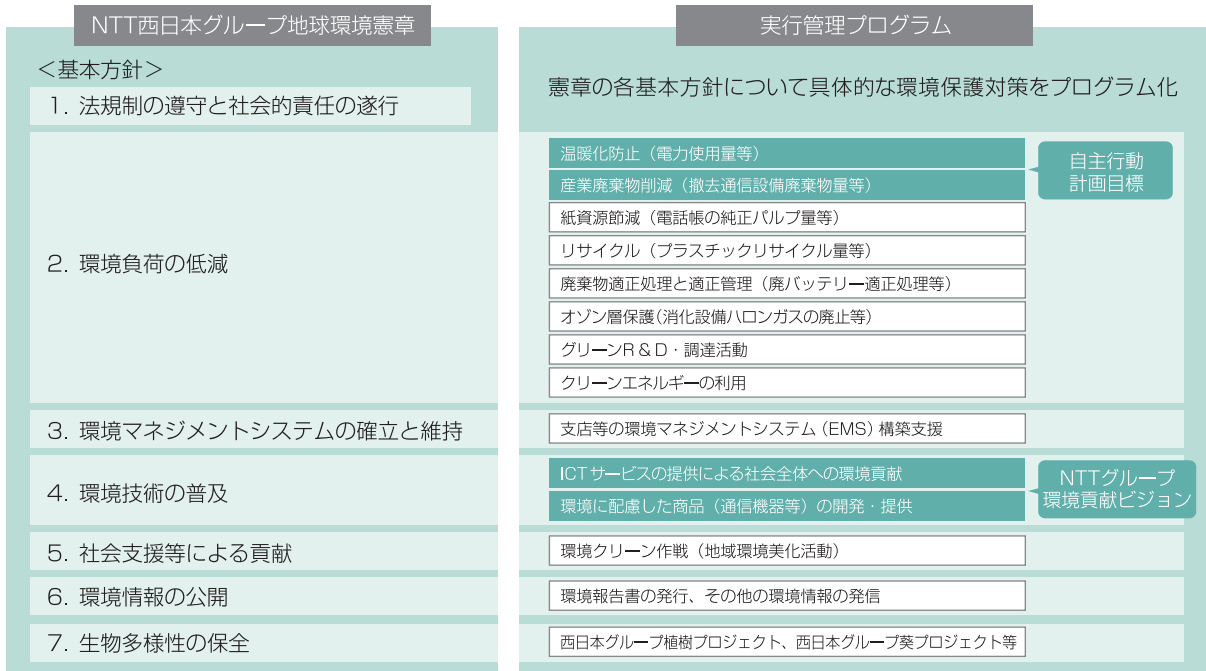 NTT西日本グループ地球環境憲章
＜基本方針＞
1. 法規制の遵守と社会的責任の遂行
2. 環境負荷の低減
3. 環境マネジメントシステムの確立と維持
4. 環境技術の普及
5. 社会支援等による貢献
6. 環境情報の公開
7. 生物多様性の保全
実行管理プログラム
憲章の各基本方針について具体的な環境保護対策をプログラム化
温暖化防止（電力使用量等）
産業廃棄物削減（撤去通信設備廃棄物量等）
自主行動
計画目標
紙資源節減（電話帳の純正パルプ量等）
リサイクル（プラスチックリサイクル量等）
廃棄物適正処理と適正管理（廃バッテリー適正処理等）
オゾン層保護（消化設備ハロンガスの廃止等）
グリーンR＆D・調達活動
クリーンエネルギーの利用
支店等の環境マネジメントシステム（EMS）構築支援
ICTサービスの提供による社会全体への環境貢献
環境に配慮した商品（通信機器等）の開発・提供
NTTグループ
環境貢献ビジョン
環境クリーン作戦（地域環境美化活動）
環境報告書の発行、その他の環境情報の発信
西日本グループ植樹プロジェクト、西日本グループ葵プロジェクト等